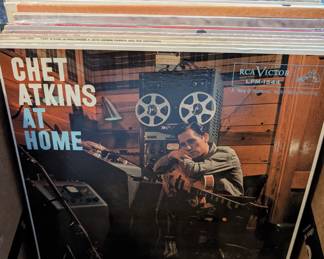 CHET
ATKINS
AT
HOME
RCA VICTOR
LPM-1544